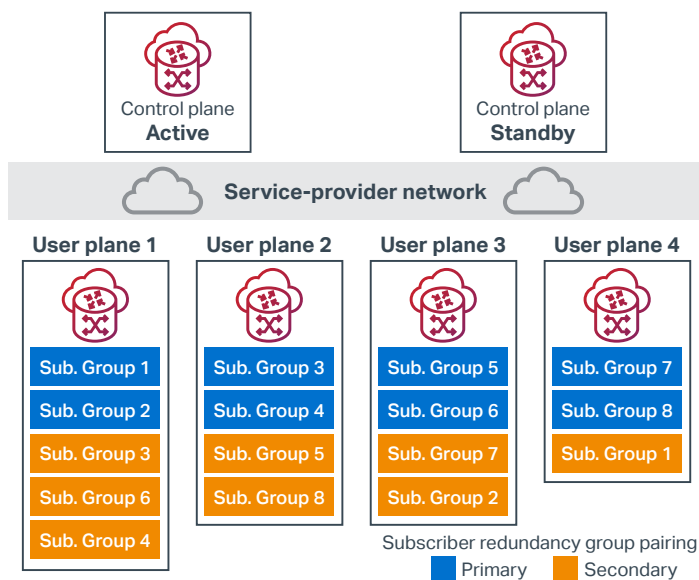 Control plane
Active
Control plane
Standby
Service-provider network
User plane 1
User plane 2
User plane 3
User plane 4
Sub. Group 1
Sub. Group 2
Sub. Group 3
Sub. Group 6
Sub. Group 4
Sub. Group 3
Sub. Group 4
Sub. Group 5
Sub. Group 8
Sub. Group 5
Sub. Group 6
Sub. Group 7
Sub. Group 2
Sub. Group 7
Sub. Group 8
Sub. Group 1
Subscriber redundancy group pairing
Primary
Secondary